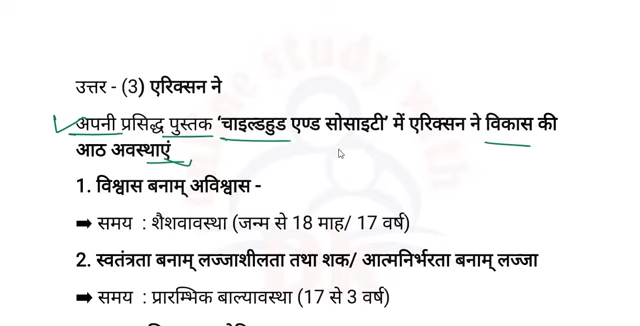 उत्तर - (3) एरिक्सन ने
अपनी प्रसिद्ध पुस्तक ‘चाइल्डहुड एण्ड सोसाइटी’ में एरिक्सन ने विकास की
आठ अवस्थाएं
1. विश्वास बनाम् अविश्वास -
➡ समय : शैशवावस्था (जन्म से 18 माह/ 17 वर्ष)
2. स्वतंत्रता बनाम् लज्जाशीलता तथा शक/ आत्मनिर्भरता बनाम् लज्जा
➡ समय : प्रारम्भिक बाल्यावस्था (17 से 3 वर्ष)